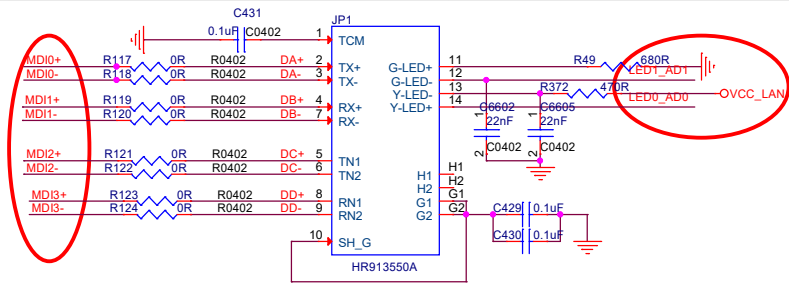 C431
JP1
0.1uF C0402 1 TCM
MDI0+ R117 0R R0402 DA+ 2 TX+ G-LED+ 11 R49 680R
MDI0- R118 0R R0402 DA- 3 TX- G-LED- 12 LED1_AD1
Y-LED- 13 R372 470R OVCC_LAN
MDI1+ R119 0R R0402 DB+ 4 RX+ Y-LED+ 14 LED0_AD0
MDI1- R120 0R R0402 DB- 7 RX- C6602 C6605
1 22nF 1 22nF
MDI2+ R121 0R R0402 DC+ 5 TN1 2 C0402 2 C0402
MDI2- R122 0R R0402 DC- 6 TN2 H1 H1
H2 H2
MDI3+ R123 0R R0402 DD+ 8 RN1 G1 G1
MDI3- R124 0R R0402 DD- 9 RN2 G2 G2 C429 0.1uF
10 SH_G C430 0.1uF
HR913550A